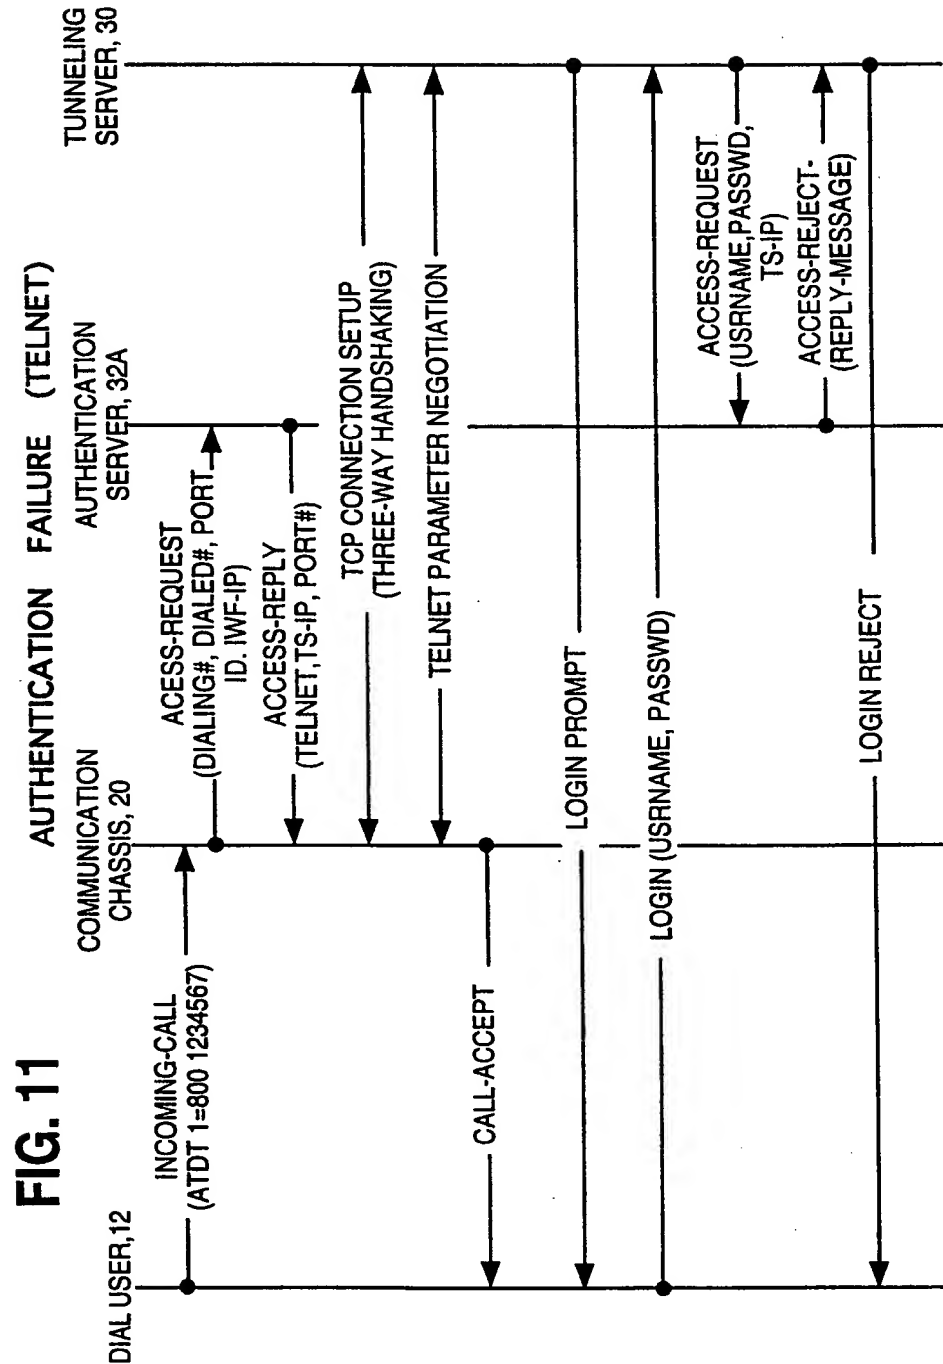 FIG. 11
AUTHENTICATION FAILURE (TELNET)
DIAL USER,12
COMMUNICATION
CHASSIS, 20
AUTHENTICATION
SERVER, 32A
TUNNELING
SERVER, 30
INCOMING-CALL
(ATDT 1=800 1234567)
ACESS-REQUEST
(DIALING#, DIALED#, PORT
ID. IWF-IP)
ACCESS-REPLY
(TELNET,TS-IP, PORT#)
TCP CONNECTION SETUP
(THREE-WAY HANDSHAKING)
TELNET PARAMETER NEGOTIATION
CALL-ACCEPT
LOGIN PROMPT
LOGIN (USRNAME, PASSWD)
ACCESS-REQUEST
(USRNAME,PASSWD,
TS-IP)
ACCESS-REJECT-
(REPLY-MESSAGE)
LOGIN REJECT